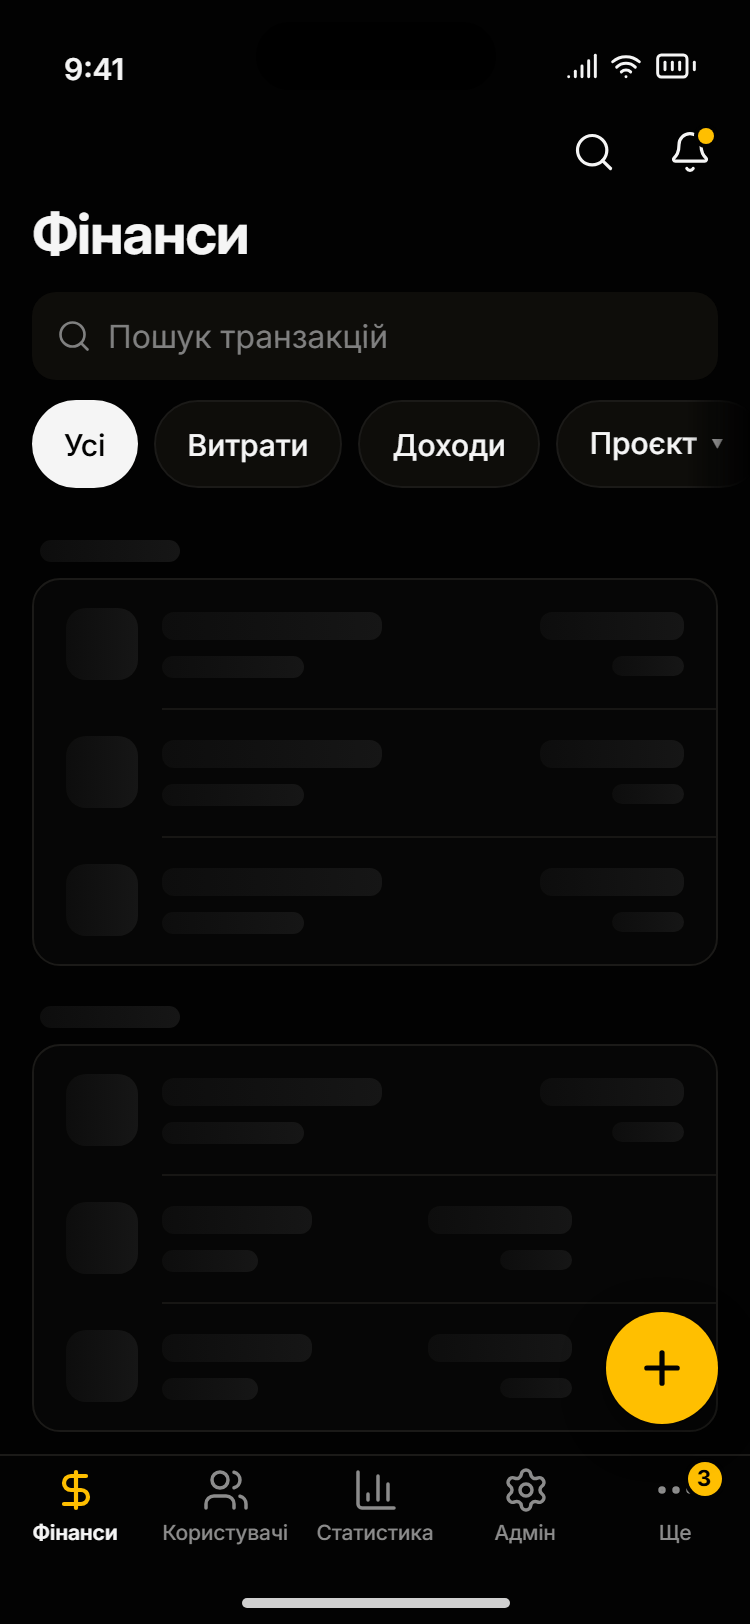 9:41
Фінанси
Пошук транзакцій
Усі
Витрати
Доходи
Проєкт
3
Фінанси
Користувачі
Статистика
Адмін
Ще